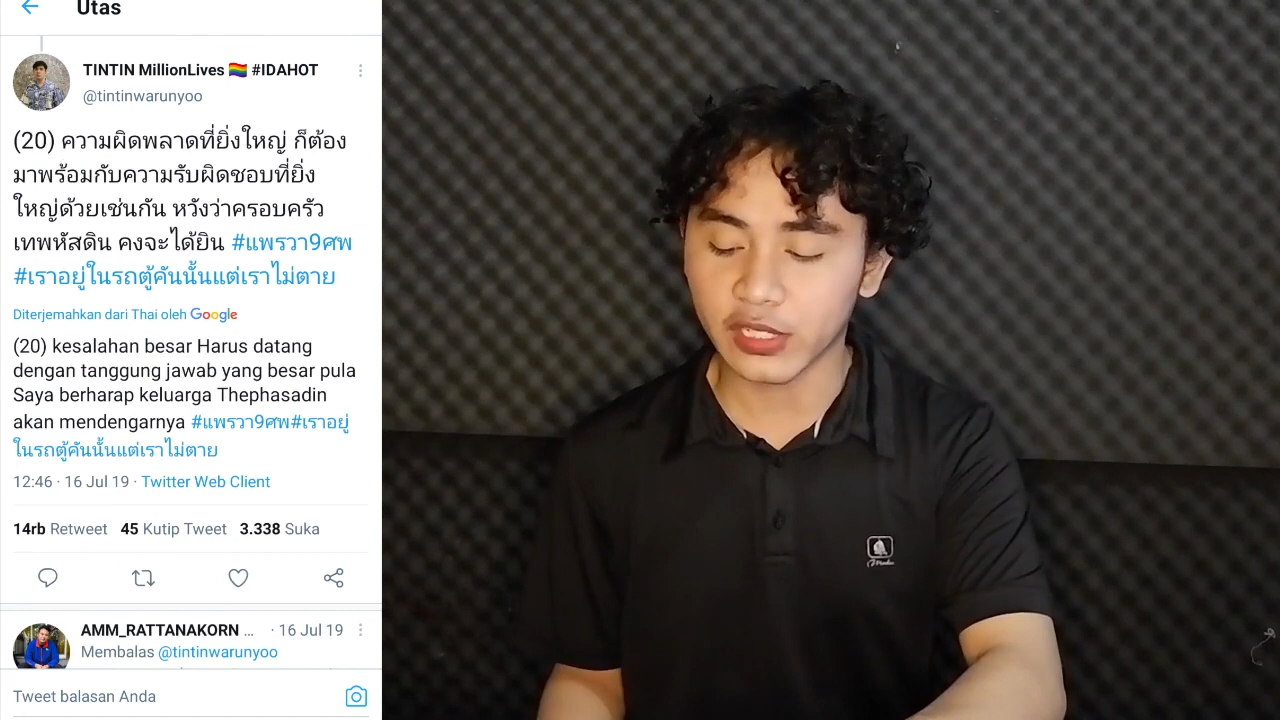 Utas
TINTIN MillionLives 🏳️‍🌈 #IDAHOT
@tintinwarunyoo
(20) ความผิดพลาดที่ยิ่งใหญ่ ก็ต้อง
มาพร้อมกับความรับผิดชอบที่ยิ่ง
ใหญ่ด้วยเช่นกัน หวังว่าครอบครัว
เทพหัสดิน คงจะได้ยิน #แพรวา9ศพ
#เราอยู่ในรถตู้คันนั้นแต่เราไม่ตาย
Diterjemahkan dari Thai oleh Google
(20) kesalahan besar Harus datang
dengan tanggung jawab yang besar pula
Saya berharap keluarga Thephasadin
akan mendengarnya #แพรวา9ศพ#เราอยู่
ในรถตู้คันนั้นแต่เราไม่ตาย
12:46 · 16 Jul 19 · Twitter Web Client
14rb Retweet 45 Kutip Tweet 3.338 Suka
AMM_RATTANAKORN ... · 16 Jul 19
Membalas @tintinwarunyoo
Tweet balasan Anda